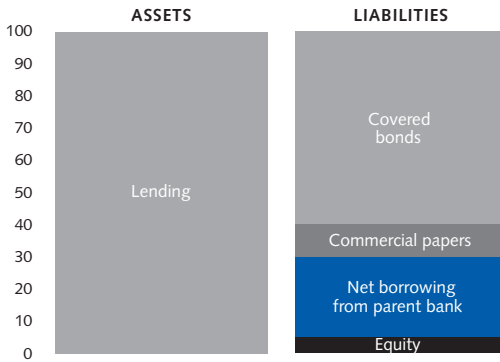 ASSETS
LIABILITIES
100
90
80
70
60
50
40
30
20
10
0
Lending
Covered
bonds
Commercial papers
Net borrowing
from parent bank
Equity